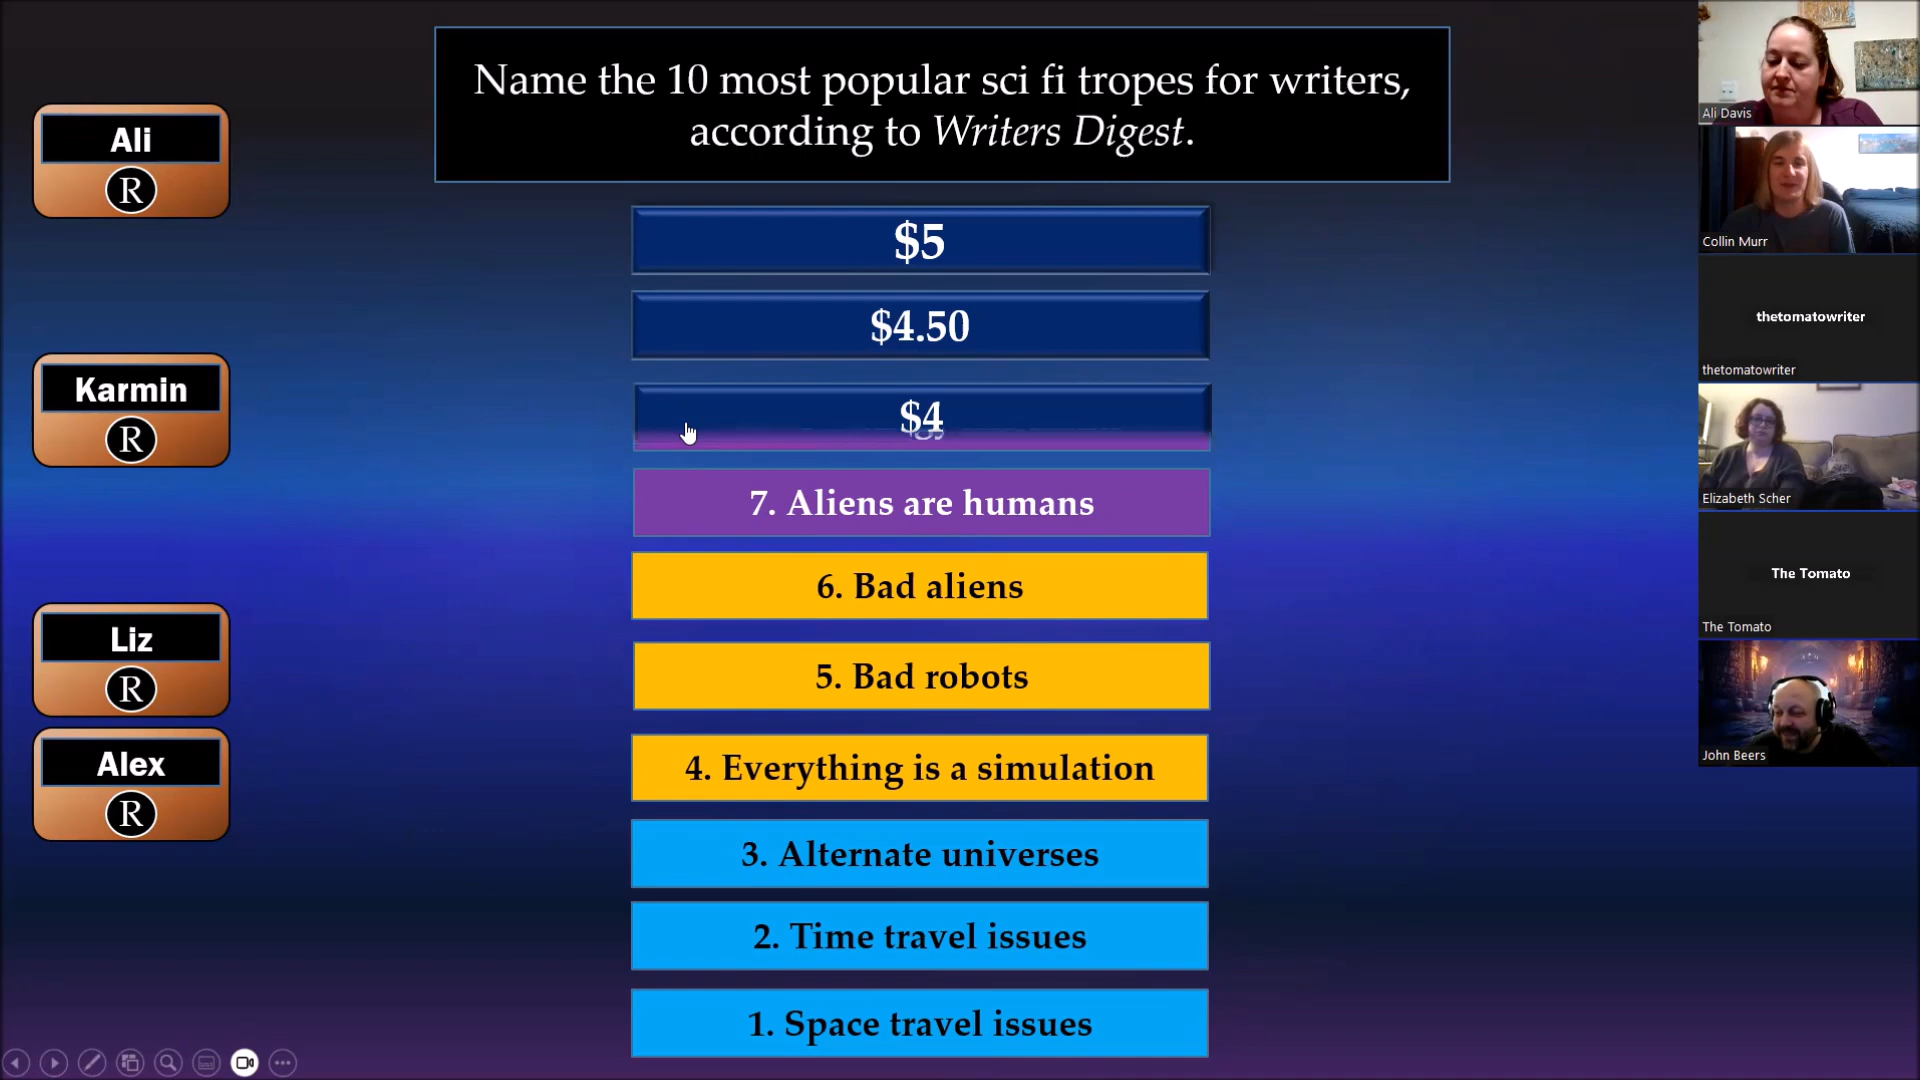 Name the 10 most popular sci fi tropes for writers,
according to Writers Digest.
Ali
R
Karmin
R
Liz
R
Alex
R
$5
$4.50
$4
7. Aliens are humans
6. Bad aliens
5. Bad robots
4. Everything is a simulation
3. Alternate universes
2. Time travel issues
1. Space travel issues
Ali Davis
Collin Murr
thetomatowriter
thetomatowriter
Elizabeth Scher
The Tomato
The Tomato
John Beers